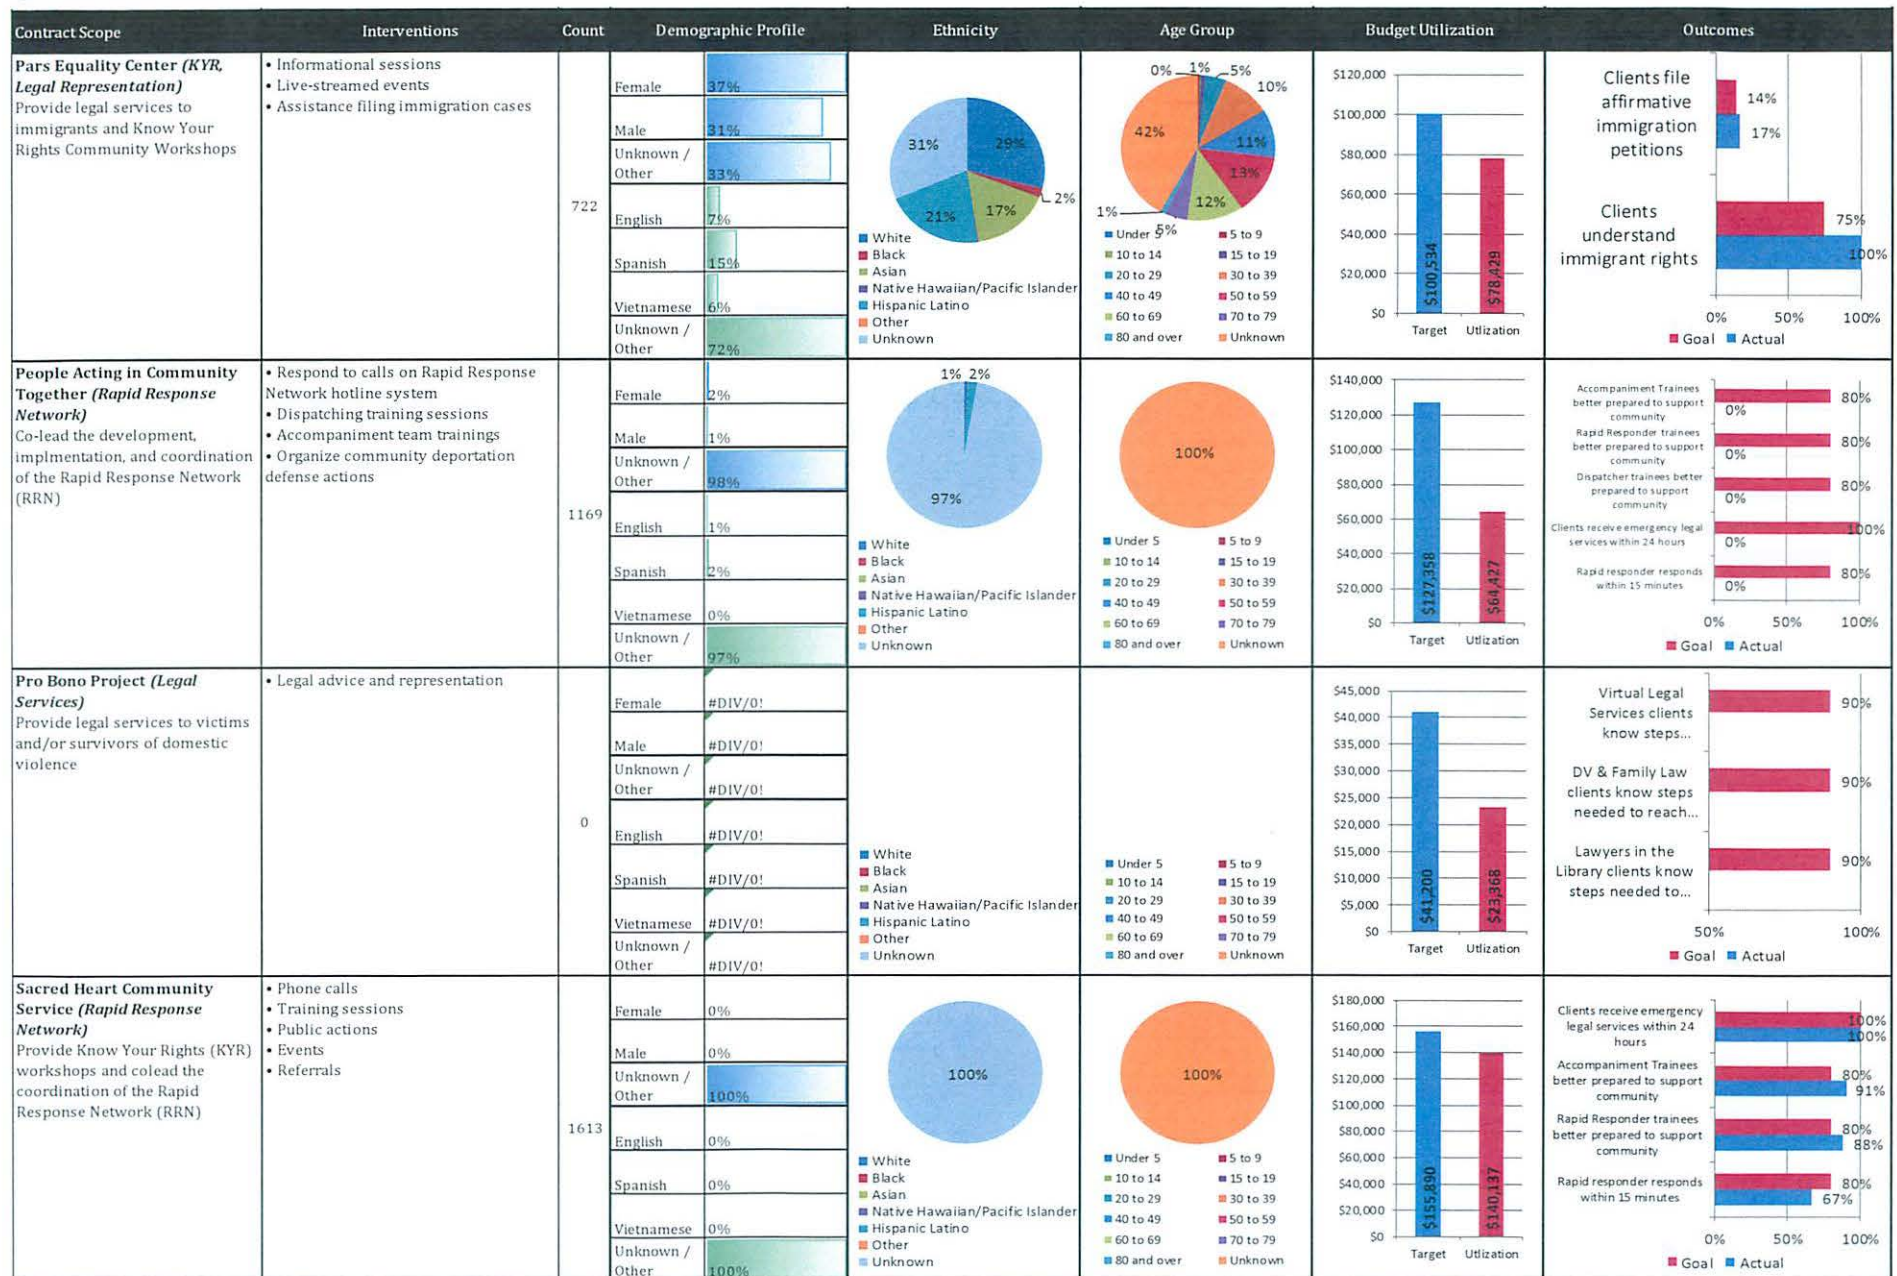 Contract Scope Interventions Count Demographic Profile Ethnicity Age Group Budget Utilization Outcomes
Pars Equality Center (KYR,
Legal Representation)
Provide legal services to
immigrants and Know Your
Rights Community Workshops
• Informational sessions
• Live-streamed events
• Assistance filing immigration cases
722
Female 37%
Male 31%
Unknown /
Other 33%
English 7%
Spanish 15%
Vietnamese 6%
Unknown /
Other 72%
31% 29%
2%
21% 17%
White
Black
Asian
Native Hawaiian/Pacific Islander
Hispanic Latino
Other
Unknown
0% 1% 5%
10%
42% 11%
13%
12%
1%
5%
Under 5 5 to 9
10 to 14 15 to 19
20 to 29 30 to 39
40 to 49 50 to 59
60 to 69 70 to 79
80 and over Unknown
$120,000
$100,000
$80,000
$60,000
$40,000
$20,000
$0
$100,534 $78,429
Target Utlization
Clients file
affirmative
immigration
petitions
14%
17%
Clients
understand
immigrant rights
75%
100%
0% 50% 100%
Goal Actual
People Acting in Community
Together (Rapid Response
Network)
Co-lead the development,
implmentation, and coordination
of the Rapid Response Network
(RRN)
• Respond to calls on Rapid Response
Network hotline system
• Dispatching training sessions
• Accompaniment team trainings
• Organize community deportation
defense actions
1169
Female 2%
Male 1%
Unknown /
Other 98%
English 1%
Spanish 2%
Vietnamese 0%
Unknown /
Other 97%
1% 2%
97%
White
Black
Asian
Native Hawaiian/Pacific Islander
Hispanic Latino
Other
Unknown
100%
Under 5 5 to 9
10 to 14 15 to 19
20 to 29 30 to 39
40 to 49 50 to 59
60 to 69 70 to 79
80 and over Unknown
$140,000
$120,000
$100,000
$80,000
$60,000
$40,000
$20,000
$0
$127,358 $64,427
Target Utlization
Accompaniment Trainees
better prepared to support
community
80%
0%
Rapid Responder trainees
better prepared to support
community
80%
0%
Dispatcher trainees better
prepared to support
community
80%
0%
Clients receive emergency legal
services within 24 hours
100%
0%
Rapid responder responds
within 15 minutes
80%
0%
0% 50% 100%
Goal Actual
Pro Bono Project (Legal
Services)
Provide legal services to victims
and/or survivors of domestic
violence
• Legal advice and representation
0
Female #DIV/0!
Male #DIV/0!
Unknown /
Other #DIV/0!
English #DIV/0!
Spanish #DIV/0!
Vietnamese #DIV/0!
Unknown /
Other #DIV/0!
White
Black
Asian
Native Hawaiian/Pacific Islander
Hispanic Latino
Other
Unknown
Under 5 5 to 9
10 to 14 15 to 19
20 to 29 30 to 39
40 to 49 50 to 59
60 to 69 70 to 79
80 and over Unknown
$45,000
$40,000
$35,000
$30,000
$25,000
$20,000
$15,000
$10,000
$5,000
$0
$41,200 $23,368
Target Utlization
Virtual Legal
Services clients
know steps...
90%
DV & Family Law
clients know steps
needed to reach...
90%
Lawyers in the
Library clients know
steps needed to...
90%
50% 100%
Goal Actual
Sacred Heart Community
Service (Rapid Response
Network)
Provide Know Your Rights (KYR)
workshops and colead the
coordination of the Rapid
Response Network (RRN)
• Phone calls
• Training sessions
• Public actions
• Events
• Referrals
1613
Female 0%
Male 0%
Unknown /
Other 100%
English 0%
Spanish 0%
Vietnamese 0%
Unknown /
Other 100%
100%
White
Black
Asian
Native Hawaiian/Pacific Islander
Hispanic Latino
Other
Unknown
100%
Under 5 5 to 9
10 to 14 15 to 19
20 to 29 30 to 39
40 to 49 50 to 59
60 to 69 70 to 79
80 and over Unknown
$180,000
$160,000
$140,000
$120,000
$100,000
$80,000
$60,000
$40,000
$20,000
$0
$155,890 $140,137
Target Utlization
Clients receive emergency
legal services within 24
hours
100%
100%
Accompaniment Trainees
better prepared to support
community
80%
91%
Rapid Responder trainees
better prepared to support
community
80%
88%
Rapid responder responds
within 15 minutes
80%
67%
0% 50% 100%
Goal Actual